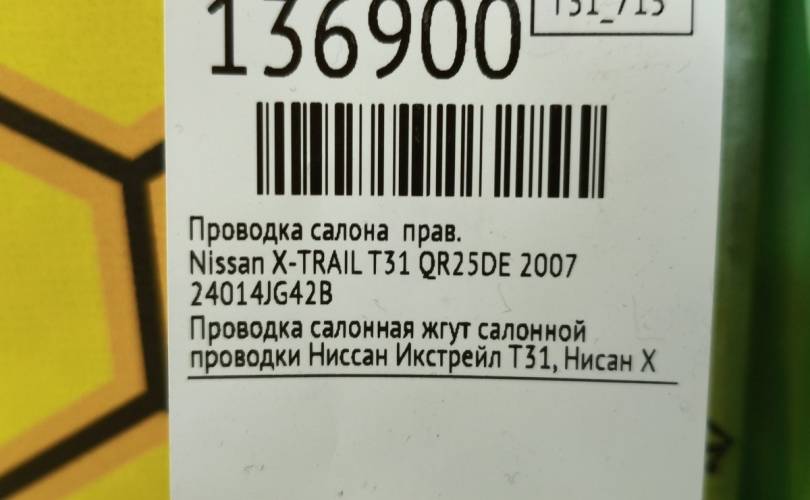 136900
T31_715
Проводка салона прав.
Nissan X-TRAIL T31 QR25DE 2007
24014JG42B
Проводка салонная жгут салонной
проводки Ниссан Икстрейл Т31, Нисан Х